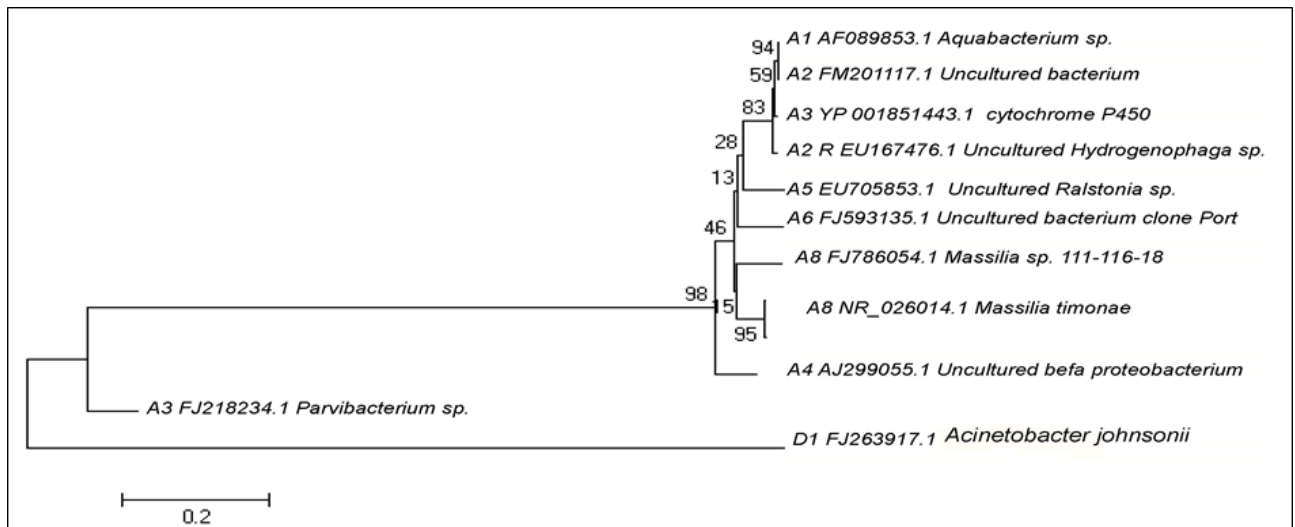 94
A1 AF089853.1 Aquabacterium sp.
59
A2 FM201117.1 Uncultured bacterium
83
A3 YP 001851443.1 cytochrome P450
28
A2 R EU167476.1 Uncultured Hydrogenophaga sp.
13
A5 EU705853.1 Uncultured Ralstonia sp.
A6 FJ593135.1 Uncultured bacterium clone Port
46
A8 FJ786054.1 Massilia sp. 111-116-18
98
15
A8 NR_026014.1 Massilia timonae
95
A4 AJ299055.1 Uncultured befa proteobacterium
A3 FJ218234.1 Parvibacterium sp.
D1 FJ263917.1 Acinetobacter johnsonii
0.2